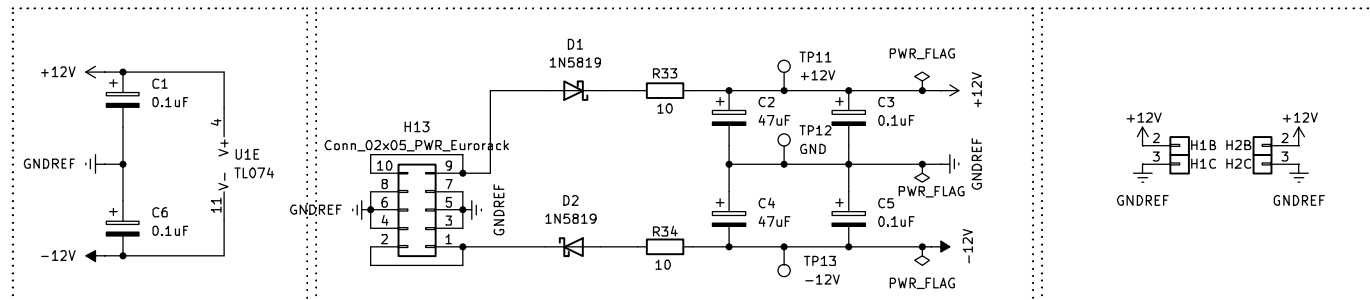 +12V
+
C1
0.1uF
4
V+
GNDREF
U1E
TL074
V-
11
+
C6
0.1uF
-12V
D1
1N5819
R33
10
TP11
+12V
PWR_FLAG
+12V
+
C2
47uF
+
C3
0.1uF
H13
Conn_02x05_PWR_Eurorack
10 9
8 7
6 5
4 3
2 1
GNDREF
GNDREF
TP12
GND
GNDREF
PWR_FLAG
D2
1N5819
R34
10
+
C4
47uF
+
C5
0.1uF
TP13
-12V
-12V
PWR_FLAG
+12V
2 H1B
3 H1C
GNDREF
+12V
H2B 2
H2C 3
GNDREF